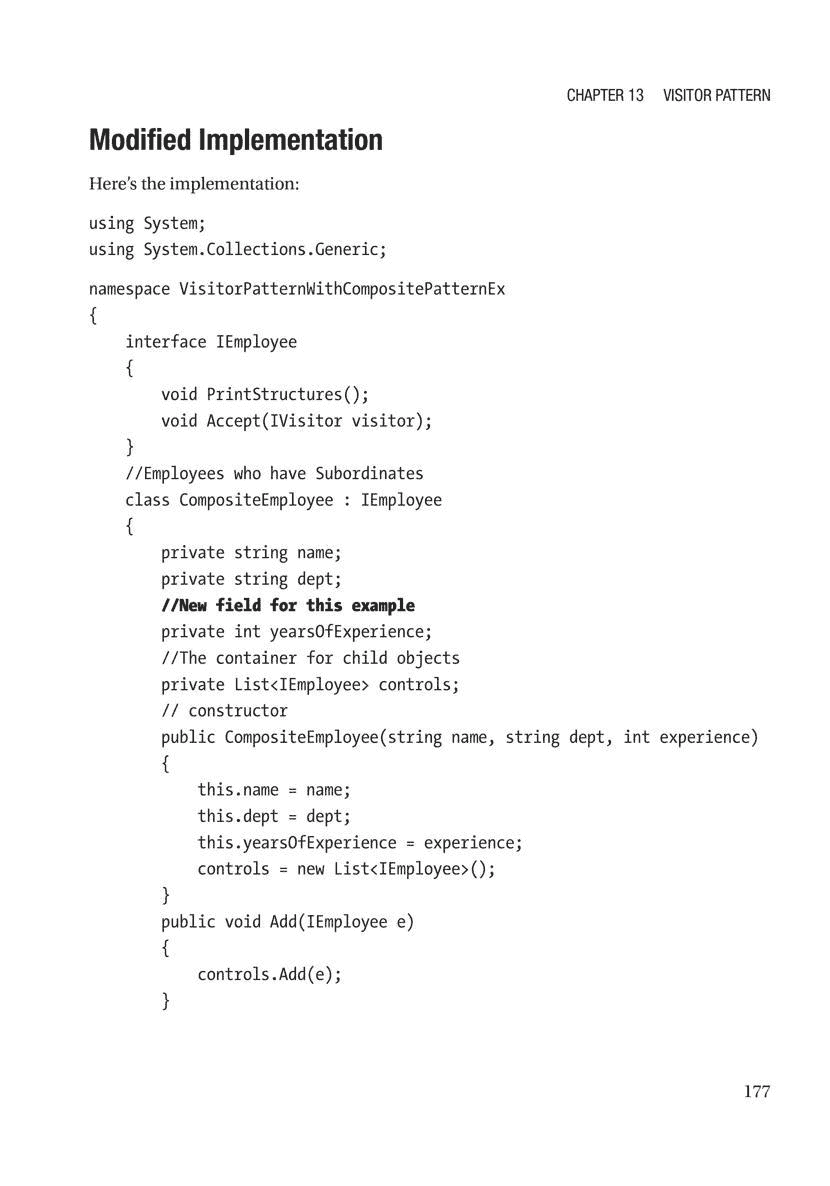 CHAPTER 13 VISITOR PATTERN
Modified Implementation
Here’s the implementation:
using System;
using System.Collections.Generic;
namespace VisitorPatternWithCompositePatternEx
{
    interface IEmployee
    {
        void PrintStructures();
        void Accept(IVisitor visitor);
    }
    //Employees who have Subordinates
    class CompositeEmployee : IEmployee
    {
        private string name;
        private string dept;
        //New field for this example
        private int yearsOfExperience;
        //The container for child objects
        private List<IEmployee> controls;
        // constructor
        public CompositeEmployee(string name, string dept, int experience)
        {
            this.name = name;
            this.dept = dept;
            this.yearsOfExperience = experience;
            controls = new List<IEmployee>();
        }
        public void Add(IEmployee e)
        {
            controls.Add(e);
        }
177